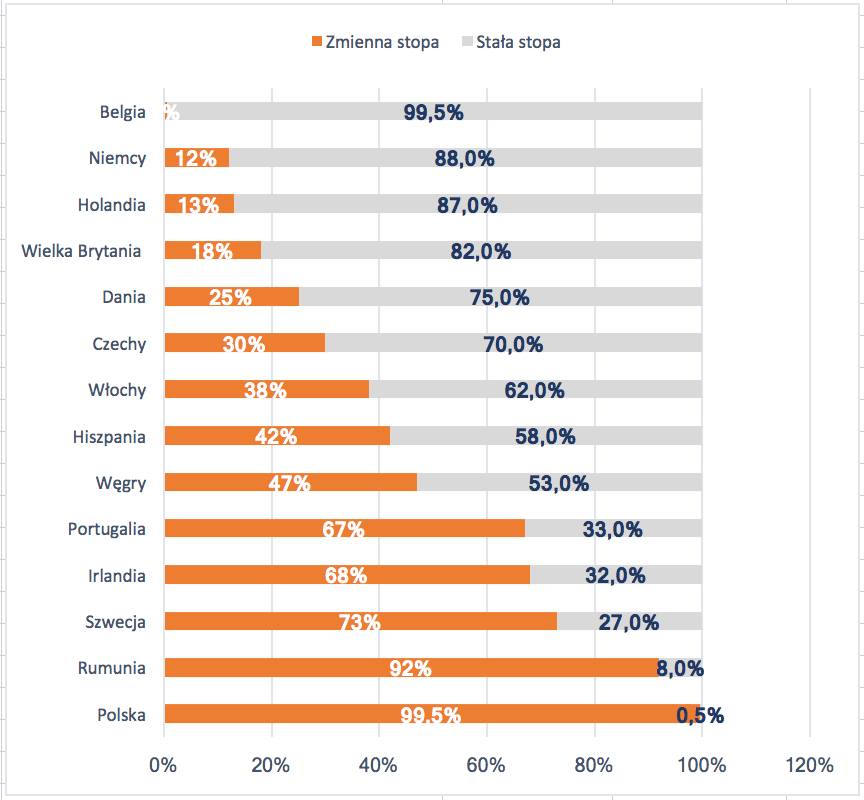 Zmienna stopa Stała stopa
Belgia % 99,5%
Niemcy 12% 88,0%
Holandia 13% 87,0%
Wielka Brytania 18% 82,0%
Dania 25% 75,0%
Czechy 30% 70,0%
Włochy 38% 62,0%
Hiszpania 42% 58,0%
Węgry 47% 53,0%
Portugalia 67% 33,0%
Irlandia 68% 32,0%
Szwecja 73% 27,0%
Rumunia 92% 8,0%
Polska 99,5% 0,5%
0% 20% 40% 60% 80% 100% 120%